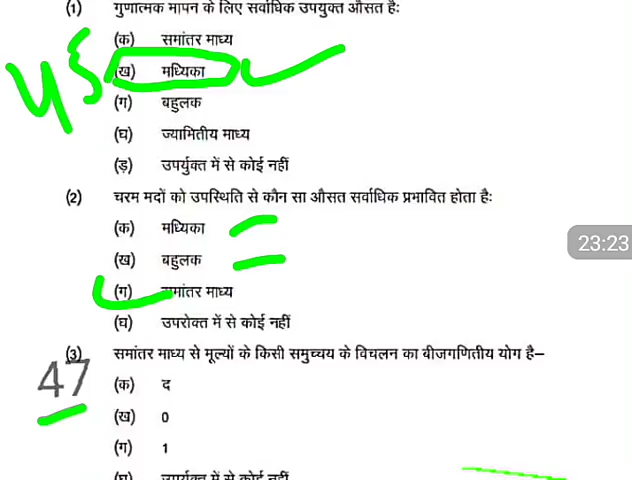 (1) गुणात्मक मापन के लिए सर्वाधिक उपयुक्त औसत है:
(क) समांतर माध्य
(ख) मध्यिका
(ग) बहुलक
(घ) ज्यामितीय माध्य
(ड़) उपर्युक्त में से कोई नहीं
45
(2) चरम मदों को उपस्थिति से कौन सा औसत सर्वाधिक प्रभावित होता है:
(क) मध्यिका
(ख) बहुलक
23:23
(ग) समांतर माध्य
(घ) उपरोक्त में से कोई नहीं
(3) समांतर माध्य से मूल्यों के किसी समुच्चय के विचलन का बीजगणितीय योग है–
47
(क) द
(ख) 0
(ग) 1
(घ) उपर्युक्त में से कोई नहीं